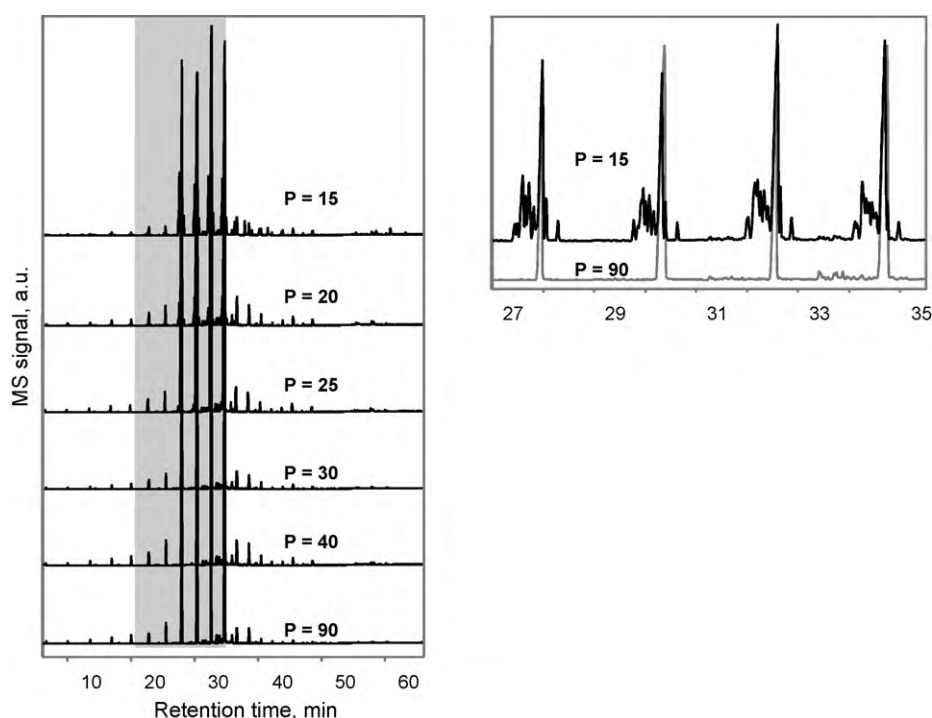 MS signal, a.u.
P = 15
P = 20
P = 25
P = 30
P = 40
P = 90
10 20 30 40 50 60
Retention time, min
P = 15
P = 90
27 29 31 33 35